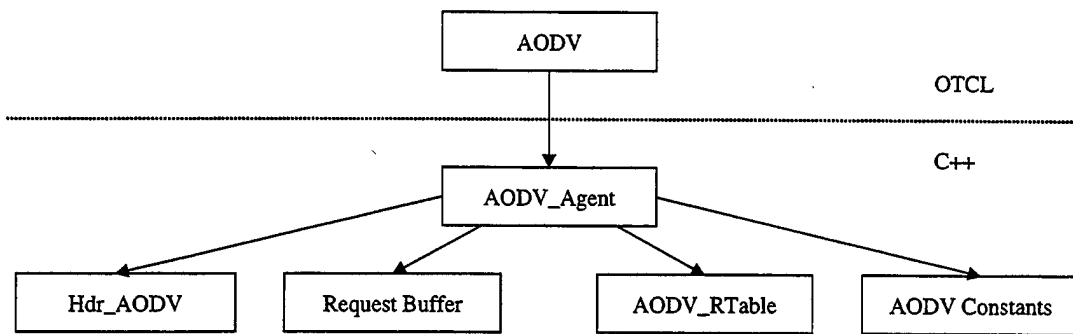 AODV
OTCL
C++
AODV_Agent
Hdr_AODV
Request Buffer
AODV_RTable
AODV Constants